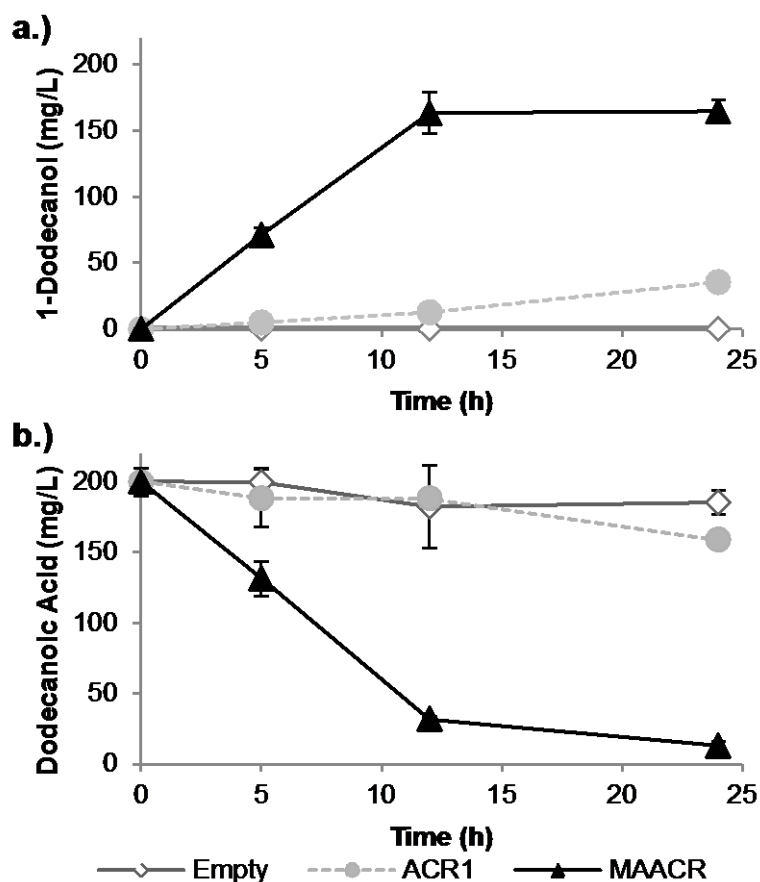 a.)
1-Dodecanol (mg/L)
200
150
100
50
0
0 5 10 15 20 25
Time (h)
b.)
Dodecanoic Acid (mg/L)
200
150
100
50
0
0 5 10 15 20 25
Time (h)
Empty ACR1 MAACR